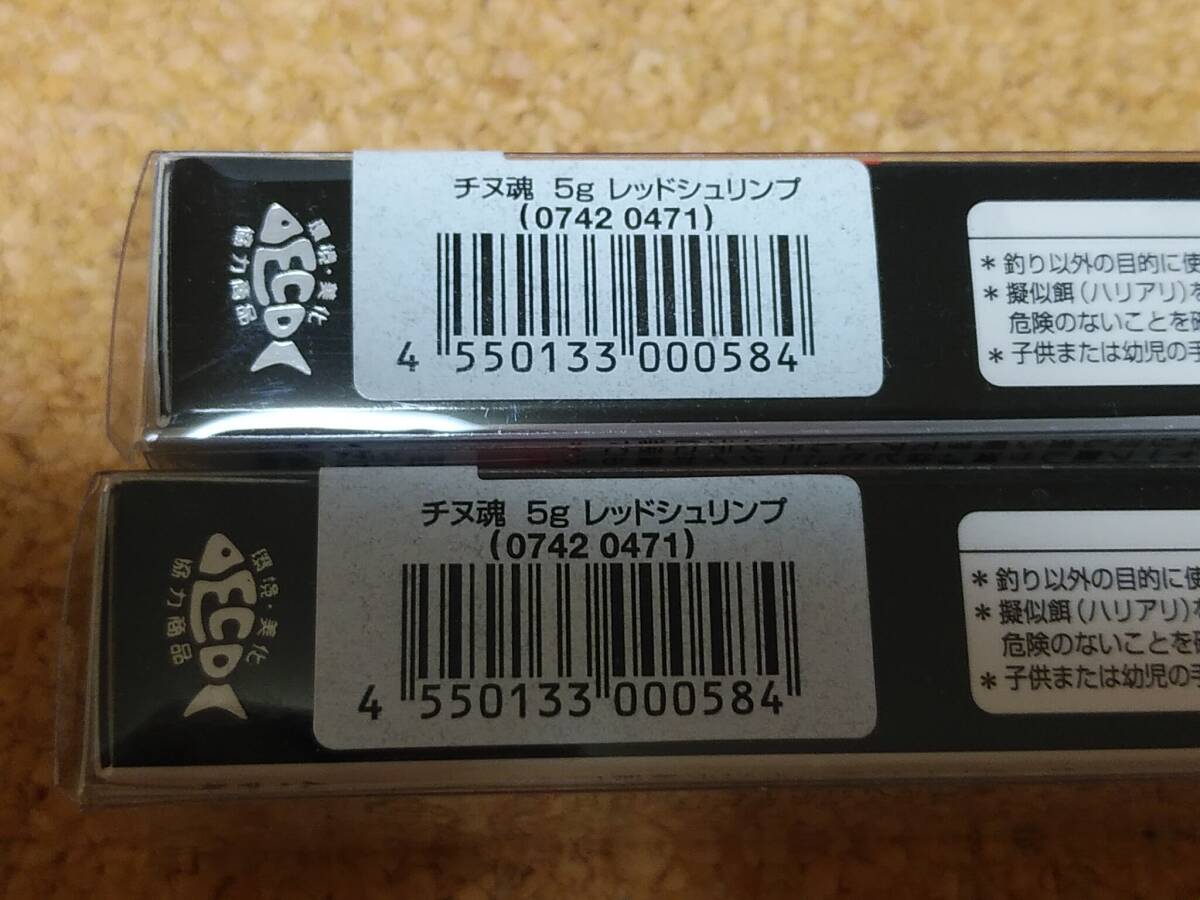 チヌ魂 5g レッドシュリンプ
(0742 0471)
4 550133 000584
環境・美化
ECO
協力商品
*釣り以外の目的に使
*擬似餌(ハリアリ)を
危険のないことを確
*子供または幼児の手
チヌ魂 5g レッドシュリンプ
(0742 0471)
4 550133 000584
環境・美化
ECO
協力商品
*釣り以外の目的に使
*擬似餌(ハリアリ)を
危険のないことを確
*子供または幼児の手